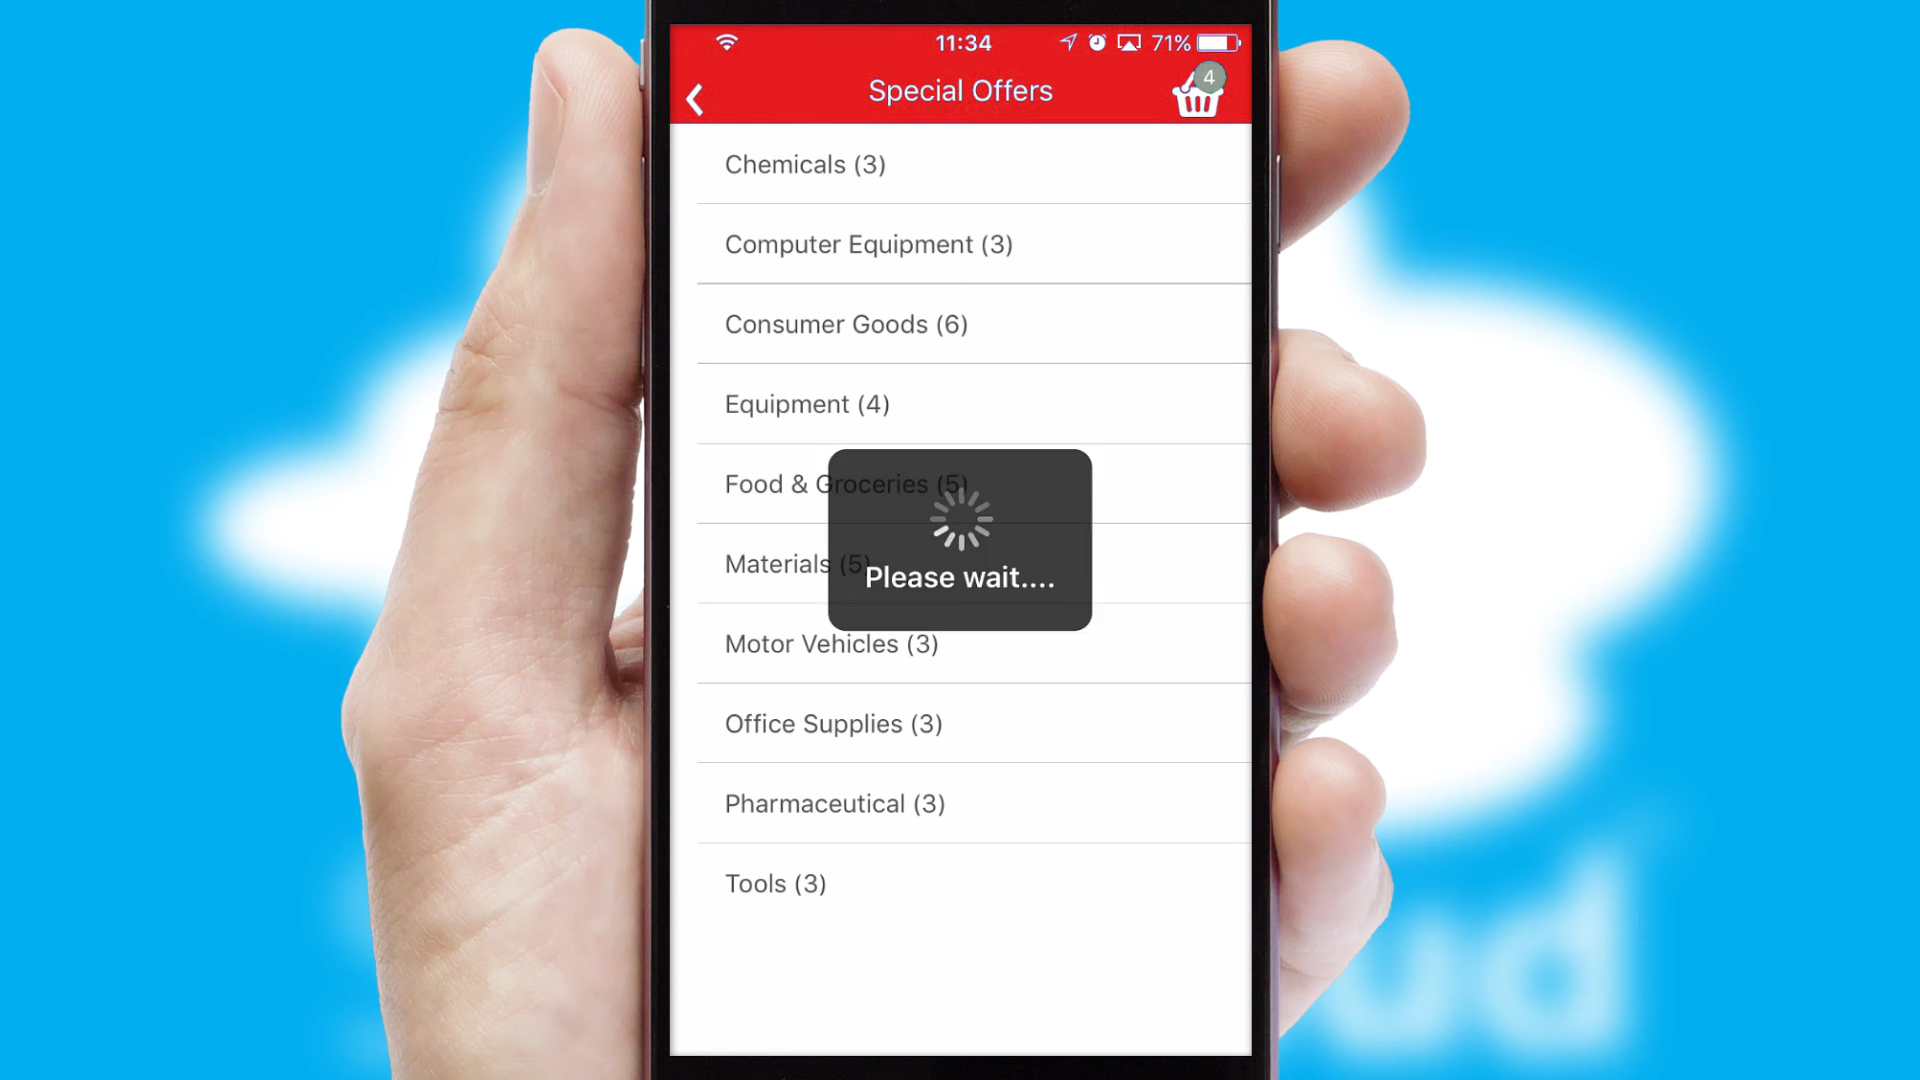 11:34
71%
Special Offers
4
Chemicals (3)
Computer Equipment (3)
Consumer Goods (6)
Equipment (4)
Food & Groceries (5)
Materials (5)
Please wait....
Motor Vehicles (3)
Office Supplies (3)
Pharmaceutical (3)
Tools (3)